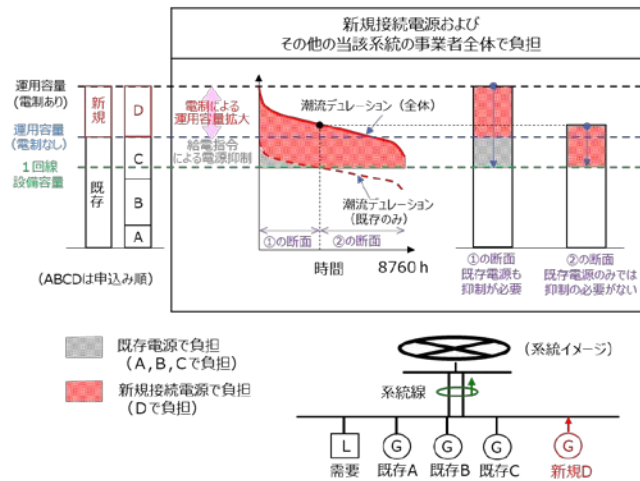 新規接続電源および
その他の当該系統の事業者全体で負担
運用容量
(電制あり)
運用容量
(電制なし)
1回線
設備容量
新規
既存
D
C
B
A
(ABCDは申込み順)
電制による
運用容量拡大
給電指令
による電源抑制
潮流デュレーション(全体)
潮流デュレーション
(既存のみ)
①の断面
②の断面
時間
8760 h
①の断面
既存電源も
抑制が必要
②の断面
既存電源のみでは
抑制の必要がない
既存電源で負担
(A,B,Cで負担)
新規接続電源で負担
(Dで負担)
(系統イメージ)
系統線
L
G
G
G
G
需要
既存A
既存B
既存C
新規D